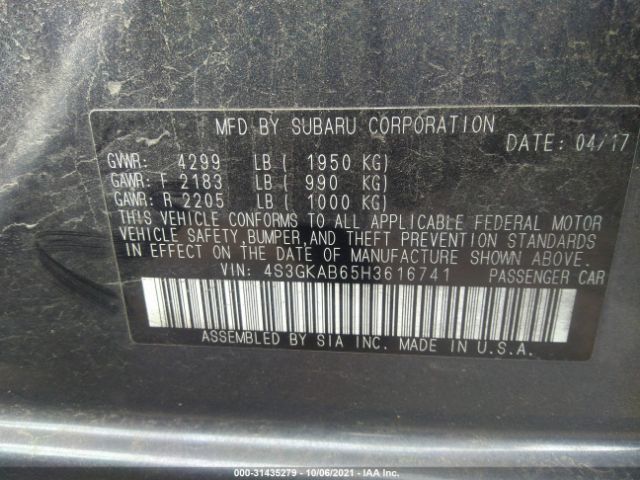 MFD BY SUBARU CORPORATION
DATE: 04/17
GVWR: 4299 LB ( 1950 KG)
GAWR: F 2183 LB ( 990 KG)
GAWR: R 2205 LB ( 1000 KG)
THIS VEHICLE CONFORMS TO ALL APPLICABLE FEDERAL MOTOR
VEHICLE SAFETY,BUMPER,AND THEFT PREVENTION STANDARDS
IN EFFECT ON THE DATE OF MANUFACTURE SHOWN ABOVE.
VIN: 4S3GKAB65H3616741 PASSENGER CAR
ASSEMBLED BY SIA INC. MADE IN U.S.A.
000-31435279 - 10/06/2021 - IAA Inc.